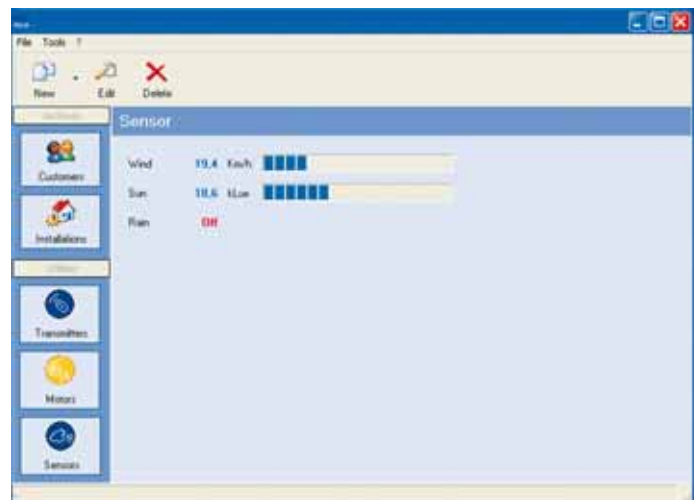 File Tools ?
New Edit Delete
Sensor
Customers
Installations
Transmitters
Motors
Sensors
Wind 19,4 Km/h
Sun 18,6 kLux
Rain Off